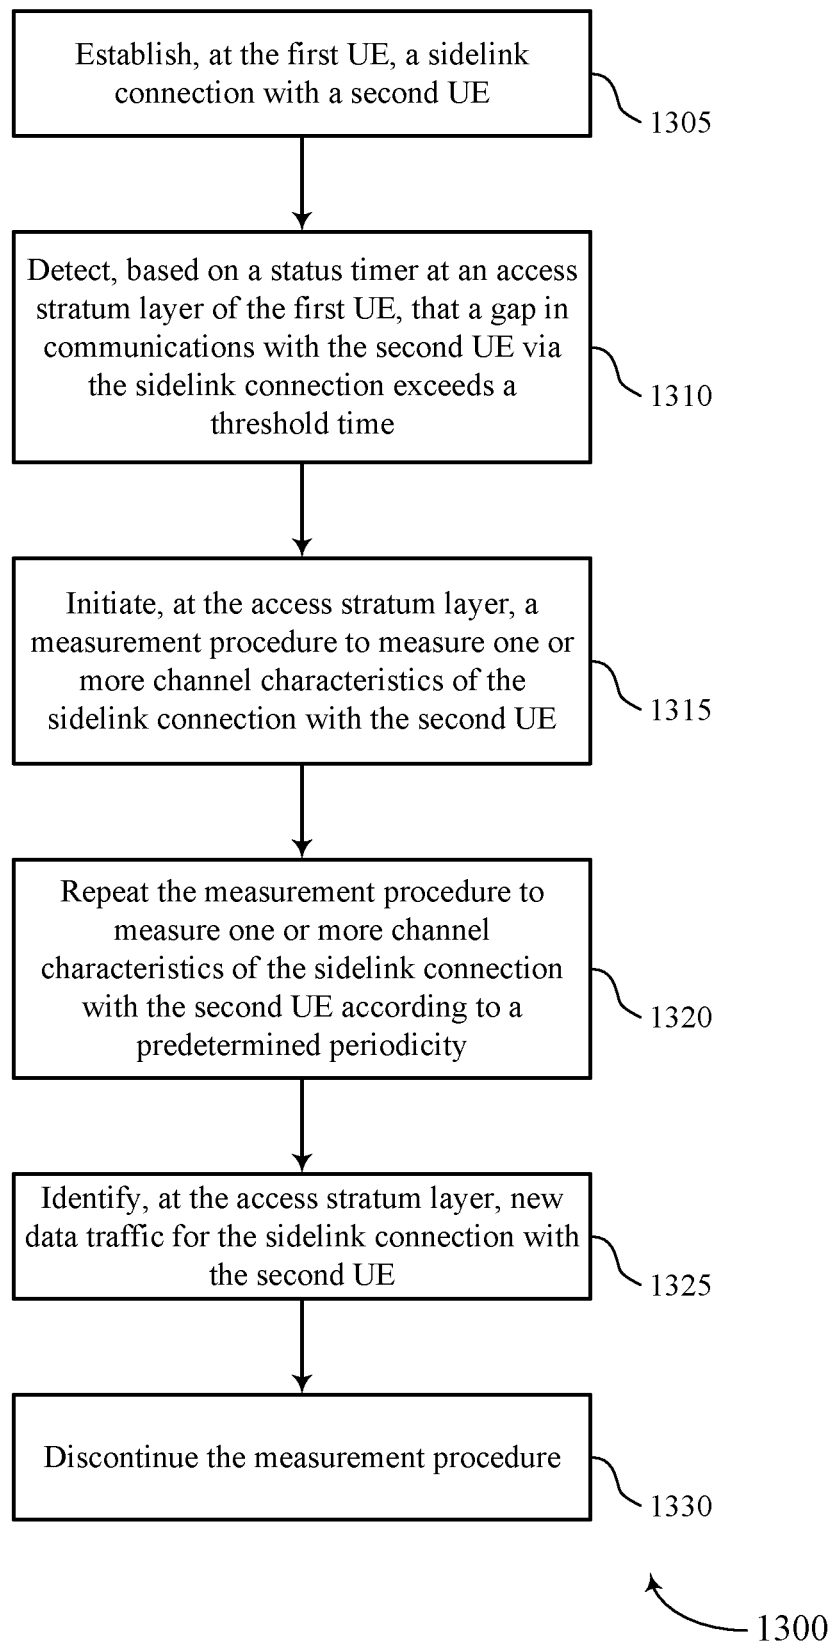 Establish, at the first UE, a sidelink
connection with a second UE
1305
Detect, based on a status timer at an access
stratum layer of the first UE, that a gap in
communications with the second UE via
the sidelink connection exceeds a
threshold time
1310
Initiate, at the access stratum layer, a
measurement procedure to measure one or
more channel characteristics of the
sidelink connection with the second UE
1315
Repeat the measurement procedure to
measure one or more channel
characteristics of the sidelink connection
with the second UE according to a
predetermined periodicity
1320
Identify, at the access stratum layer, new
data traffic for the sidelink connection with
the second UE
1325
Discontinue the measurement procedure
1330
1300